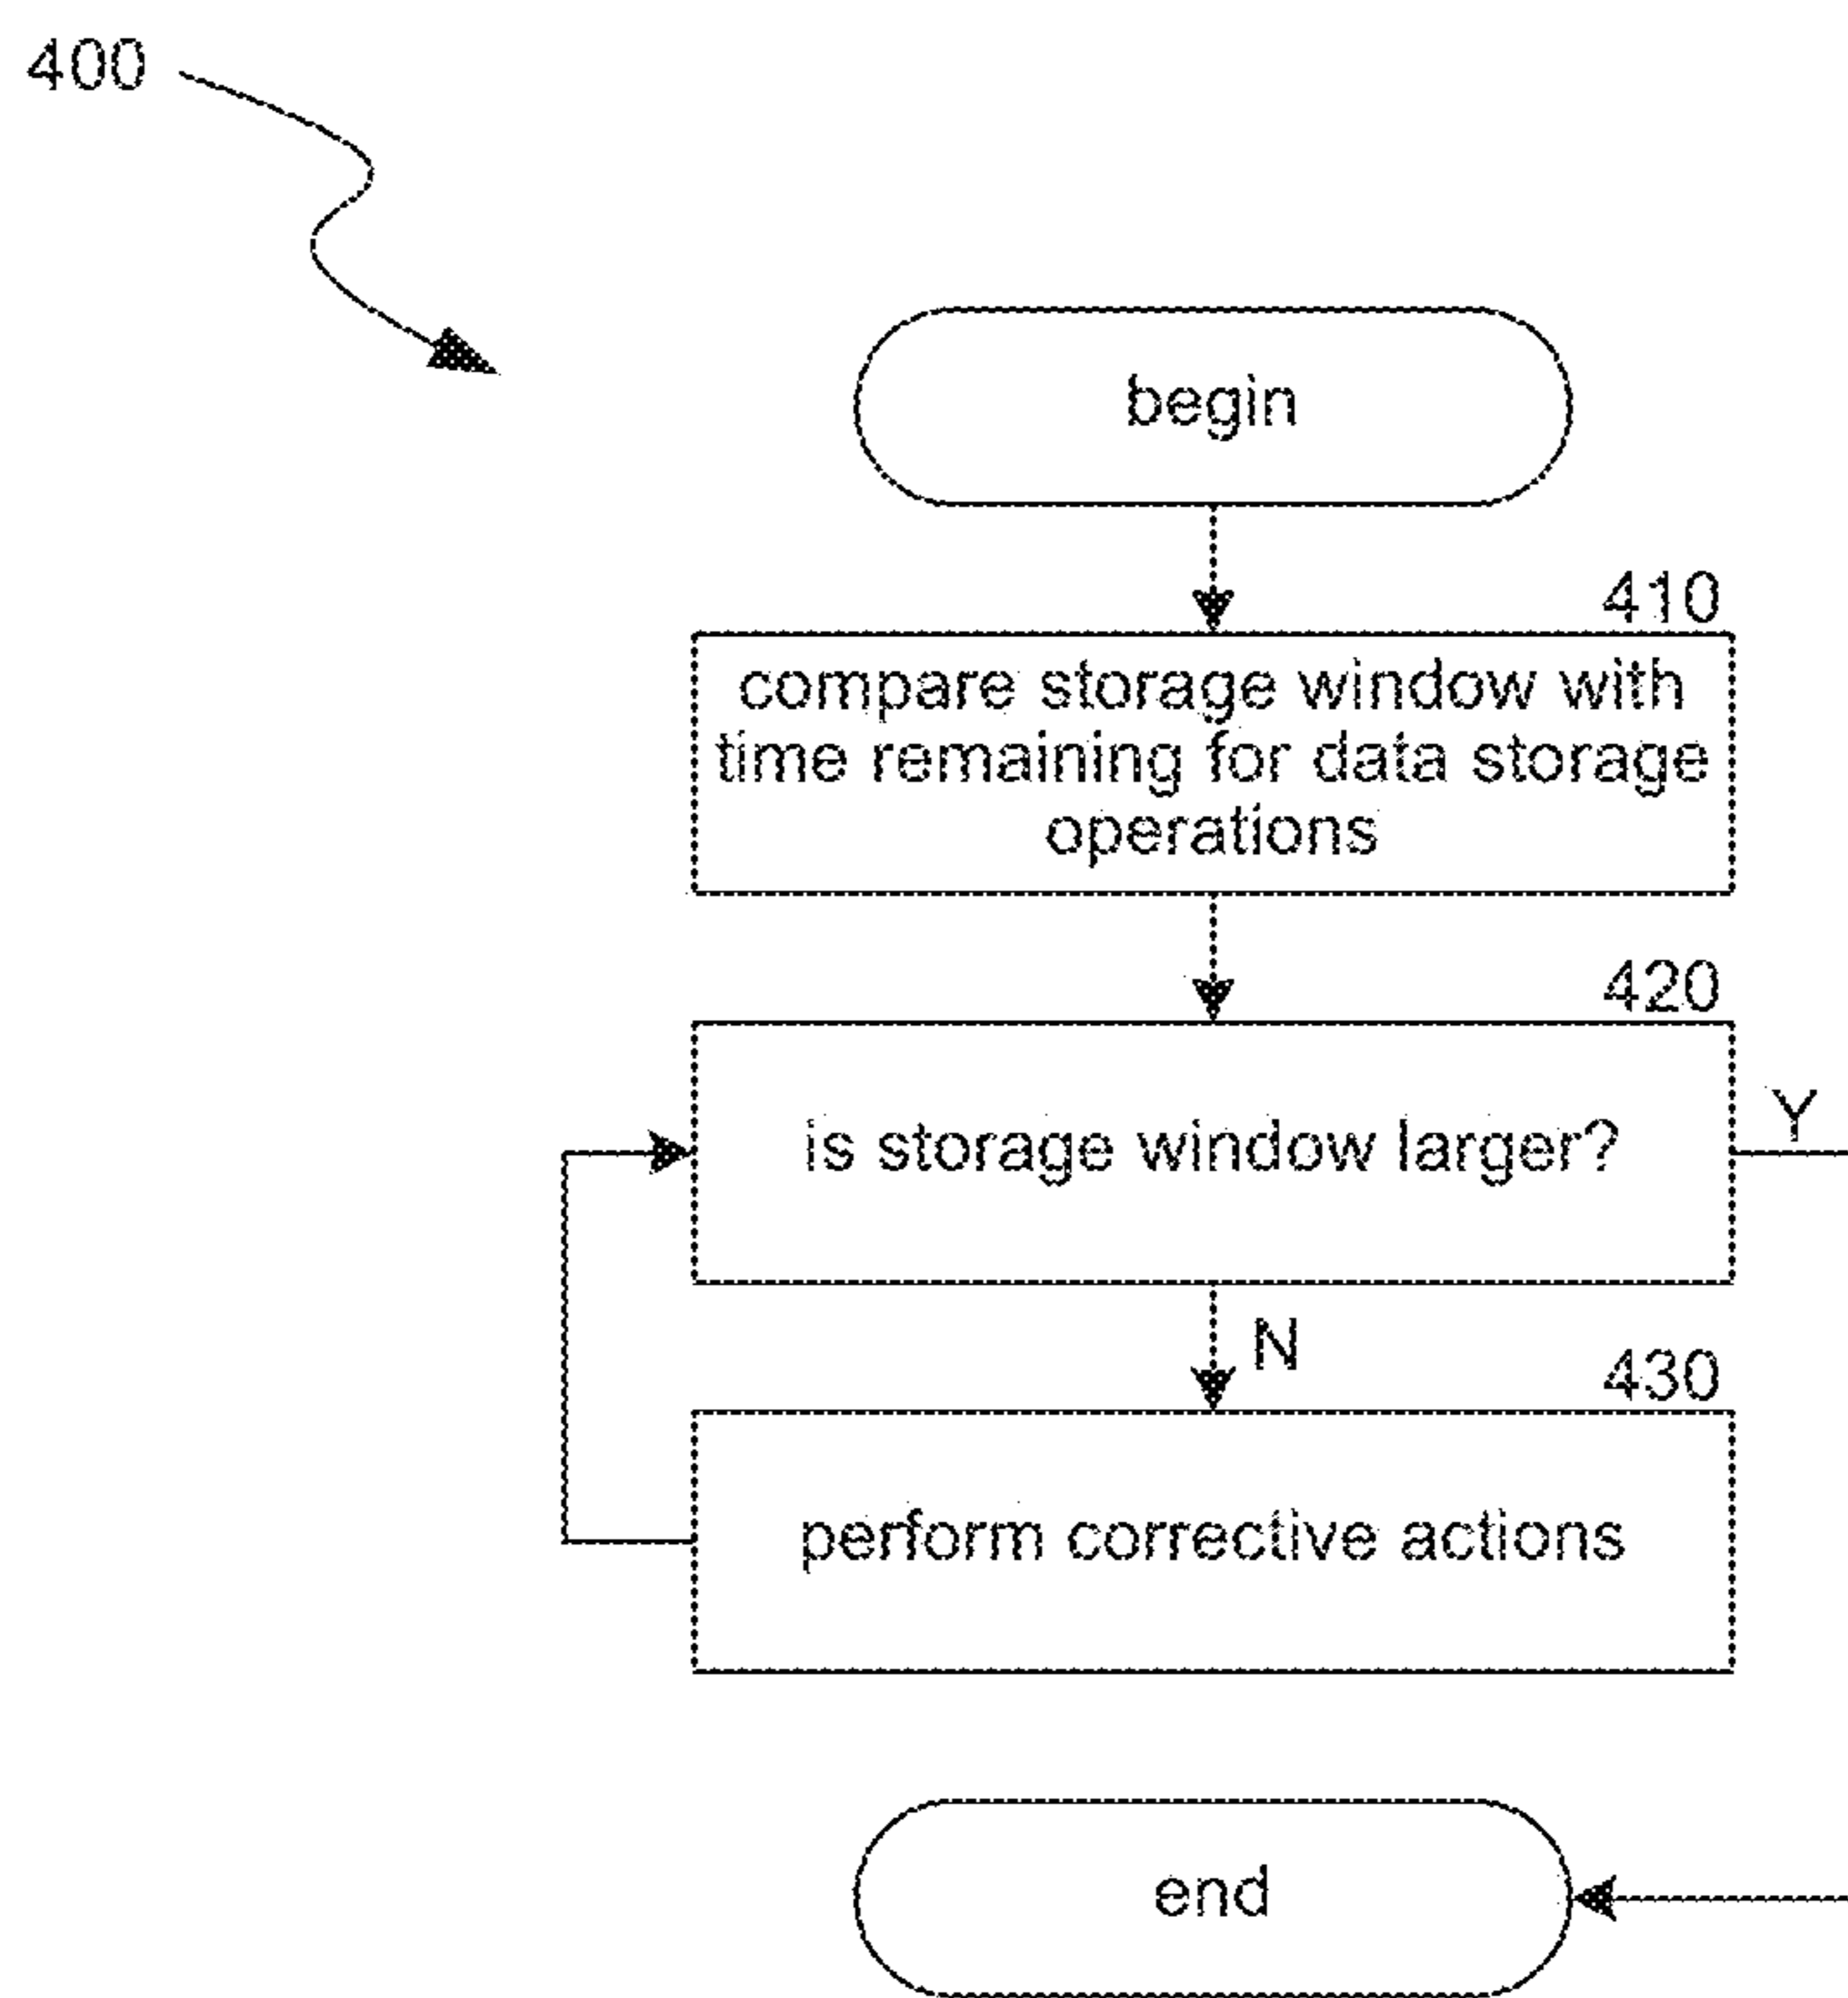 400
begin
410
compare storage window with
time remaining for data storage
operations
420
is storage window larger?
Y
N
430
perform corrective actions
end